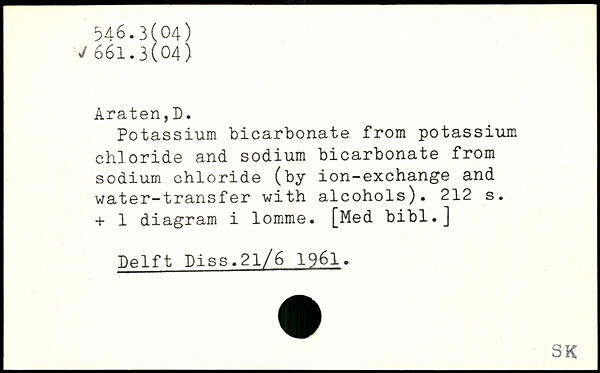 546.3(04)
✓ 661.3(04)
Araten,D.
Potassium bicarbonate from potassium
chloride and sodium bicarbonate from
sodium chloride (by ion-exchange and
water-transfer with alcohols). 212 s.
+ 1 diagram i lomme. [Med bibl.]
Delft Diss.21/6 1961.
SK